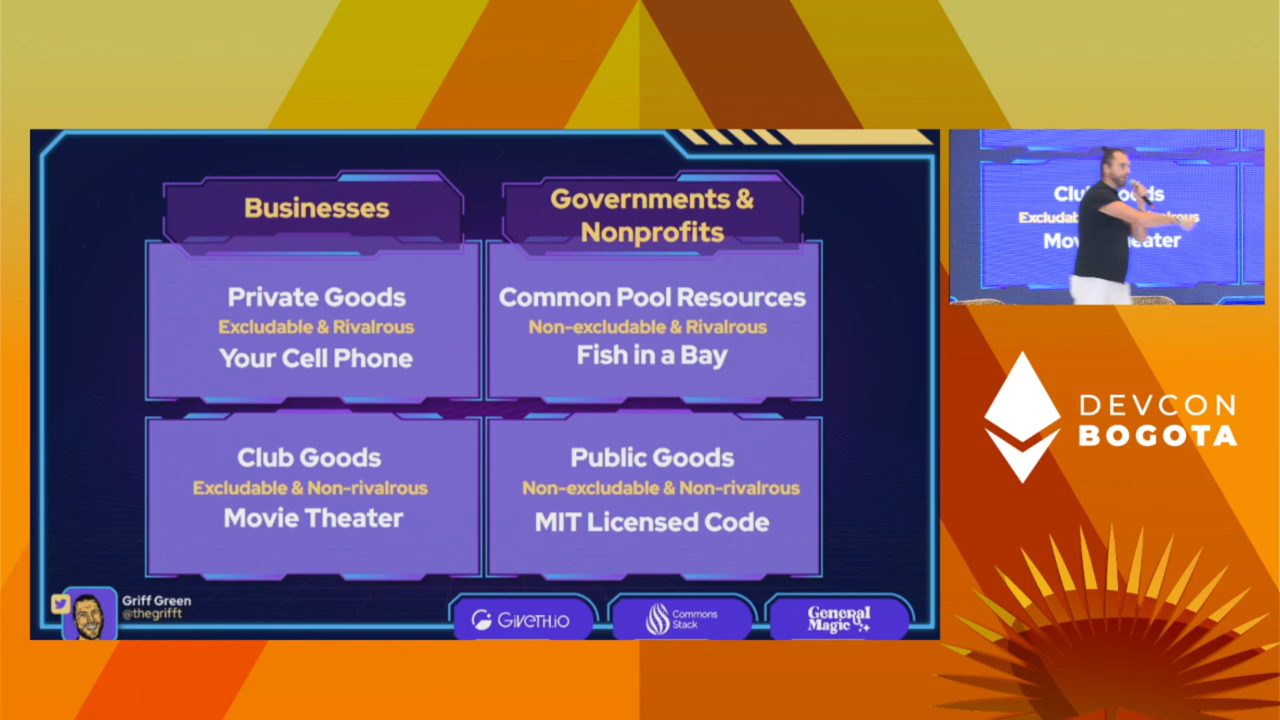 Businesses
Governments &
Nonprofits
Private Goods
Excludable & Rivalrous
Your Cell Phone
Common Pool Resources
Non-excludable & Rivalrous
Fish in a Bay
Club Goods
Excludable & Non-rivalrous
Movie Theater
Public Goods
Non-excludable & Non-rivalrous
MIT Licensed Code
Griff Green
@thegrifft
GIVETH.IO
Commons
Stack
General
Magic
Goods
DEVCON
BOGOTA